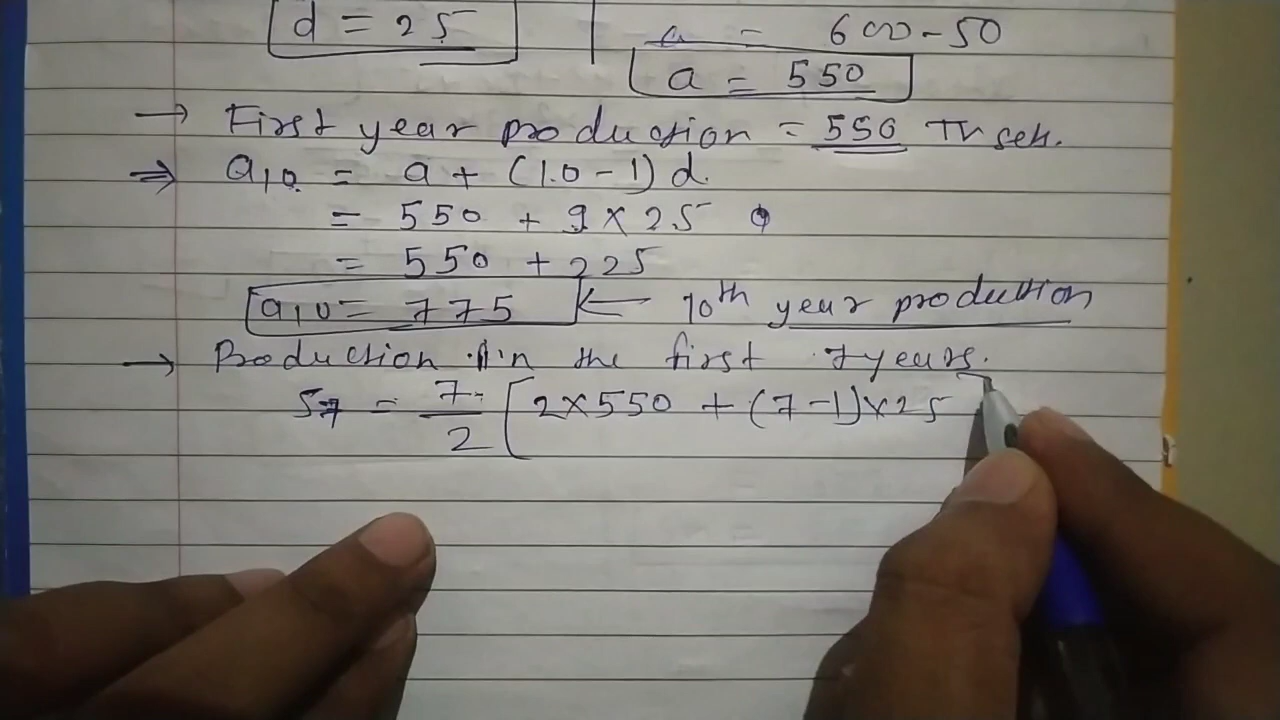 d = 25
a = 600-50
a = 550
→ First year production = 550 TV set.
⇒ a10 = a + (10-1) d.
= 550 + 9 × 25
= 550 + 225
a10 = 775 ← 10th year production
→ Production in the first 7 years.
S7 = 7/2 [2×550 + (7-1)×25